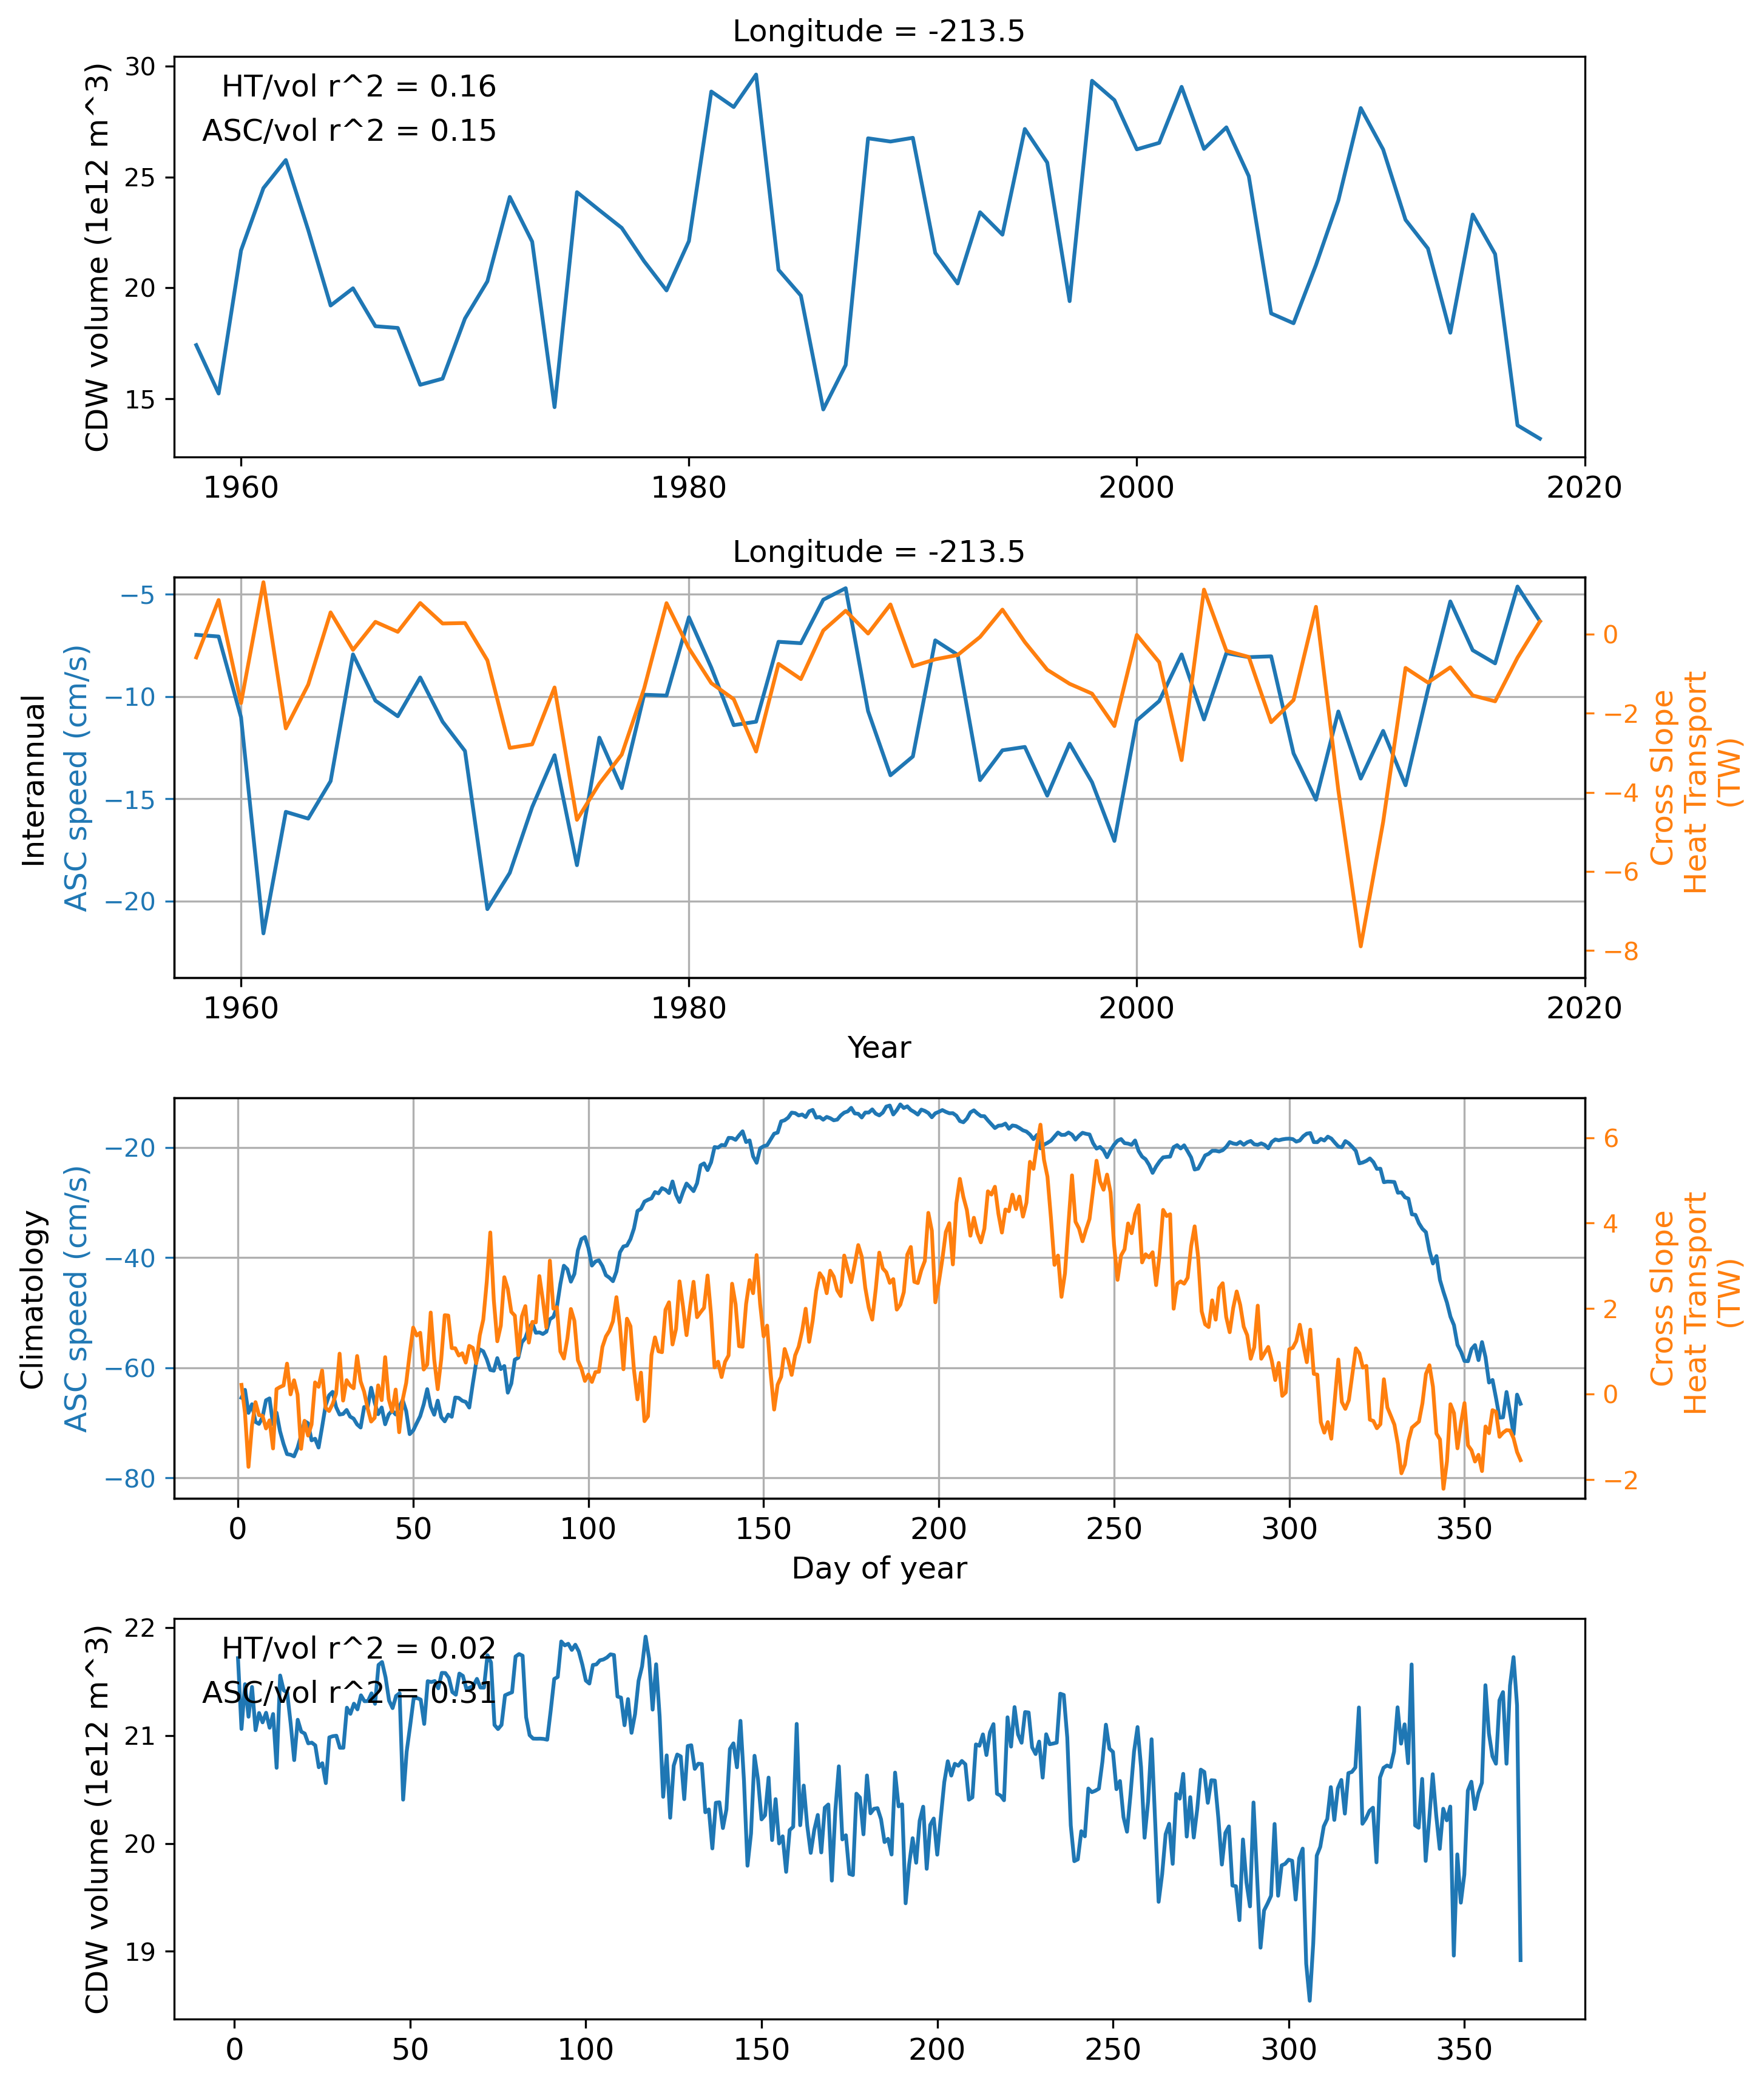 Longitude = -213.5
CDW volume (1e12 m^3)
HT/vol r^2 = 0.16
ASC/vol r^2 = 0.15
30
25
20
15
1960 1980 2000 2020
Longitude = -213.5
Interannual
ASC speed (cm/s)
−5
−10
−15
−20
0
−2
−4
−6
−8
Cross Slope
Heat Transport
(TW)
1960 1980 2000 2020
Year
Climatology
ASC speed (cm/s)
−20
−40
−60
−80
6
4
2
0
−2
Cross Slope
Heat Transport
(TW)
0 50 100 150 200 250 300 350
Day of year
CDW volume (1e12 m^3)
HT/vol r^2 = 0.02
ASC/vol r^2 = 0.31
22
21
20
19
0 50 100 150 200 250 300 350